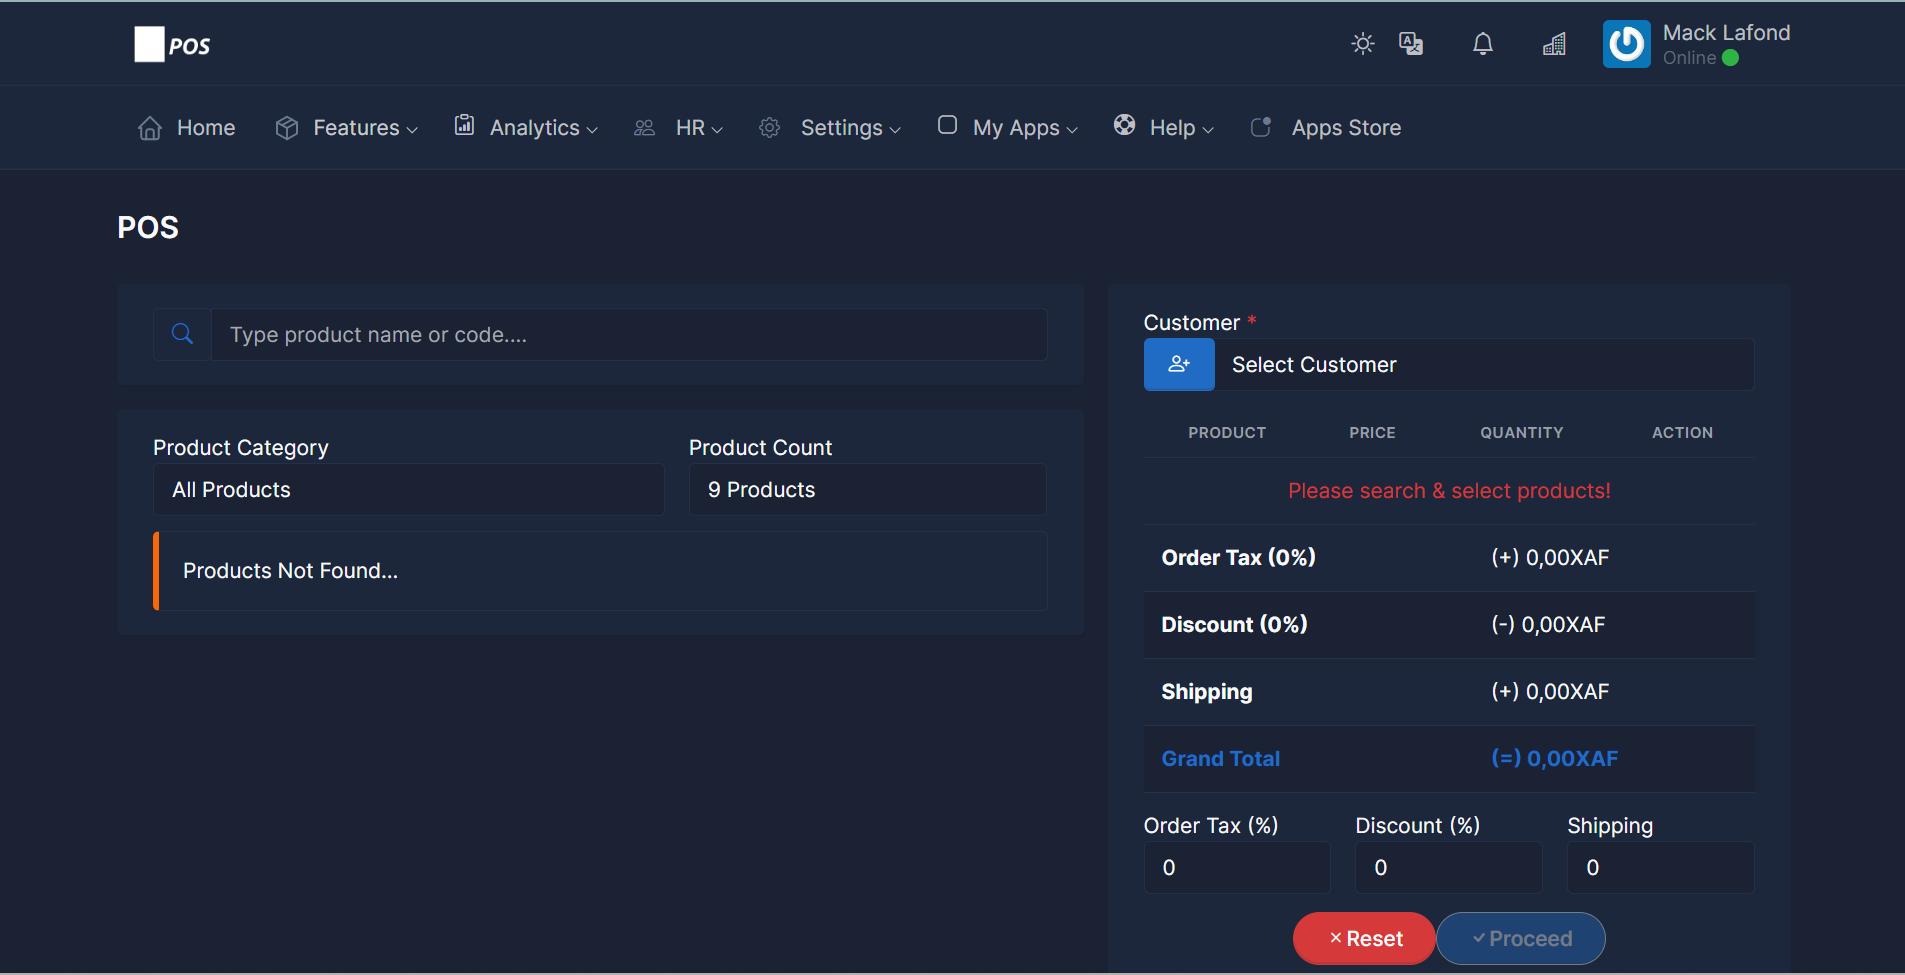 POS
Mack Lafond
Online
Home
Features
Analytics
HR
Settings
My Apps
Help
Apps Store
POS
Type product name or code....
Product Category
Product Count
All Products
9 Products
Products Not Found...
Customer *
Select Customer
PRODUCT PRICE QUANTITY ACTION
Please search & select products!
Order Tax (0%) (+) 0,00XAF
Discount (0%) (-) 0,00XAF
Shipping (+) 0,00XAF
Grand Total (=) 0,00XAF
Order Tax (%) Discount (%) Shipping
0 0 0
Reset Proceed